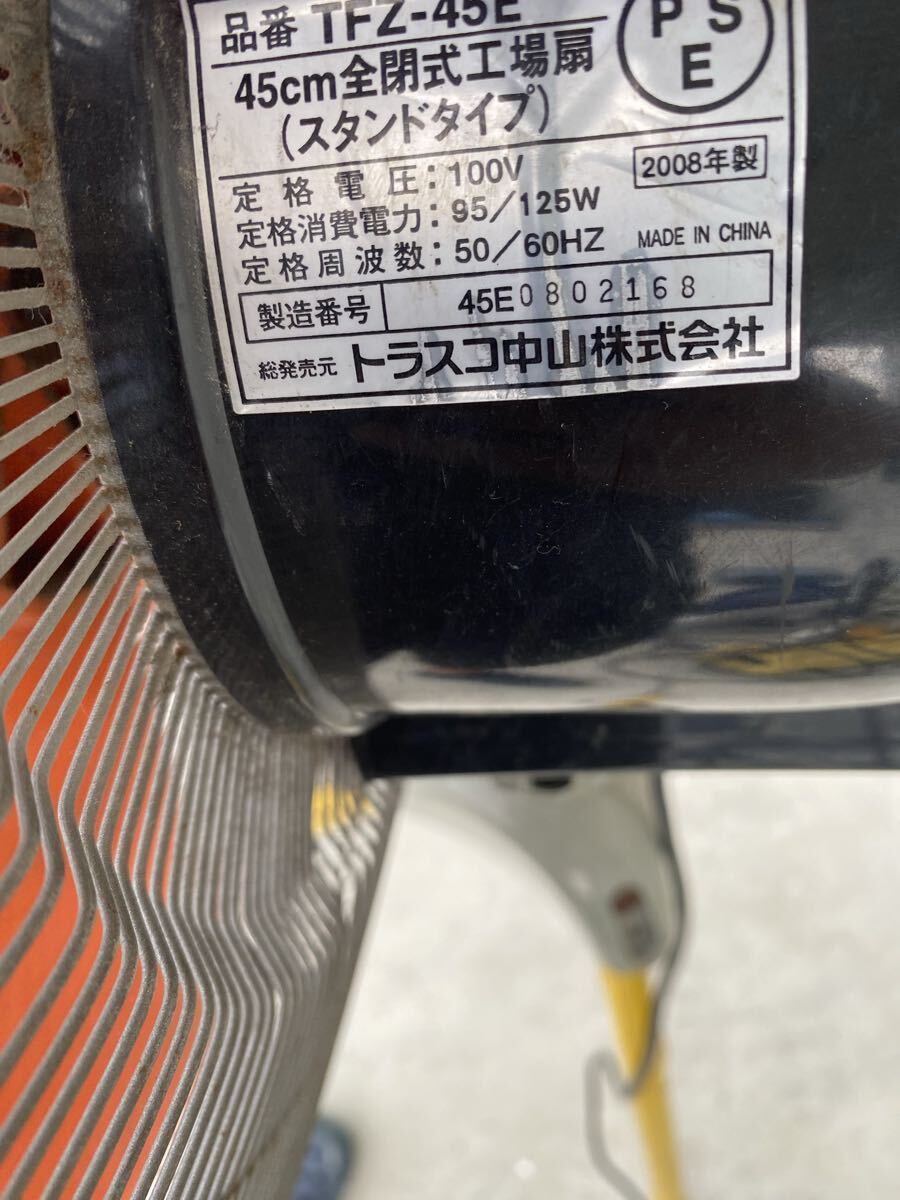 品番 TFZ-45E
PS
E
45cm全閉式工場扇
(スタンドタイプ)
2008年製
定格電圧:100V
定格消費電力:95/125W
定格周波数:50/60HZ
MADE IN CHINA
製造番号 45E0802168
総発売元 トラスコ中山株式会社